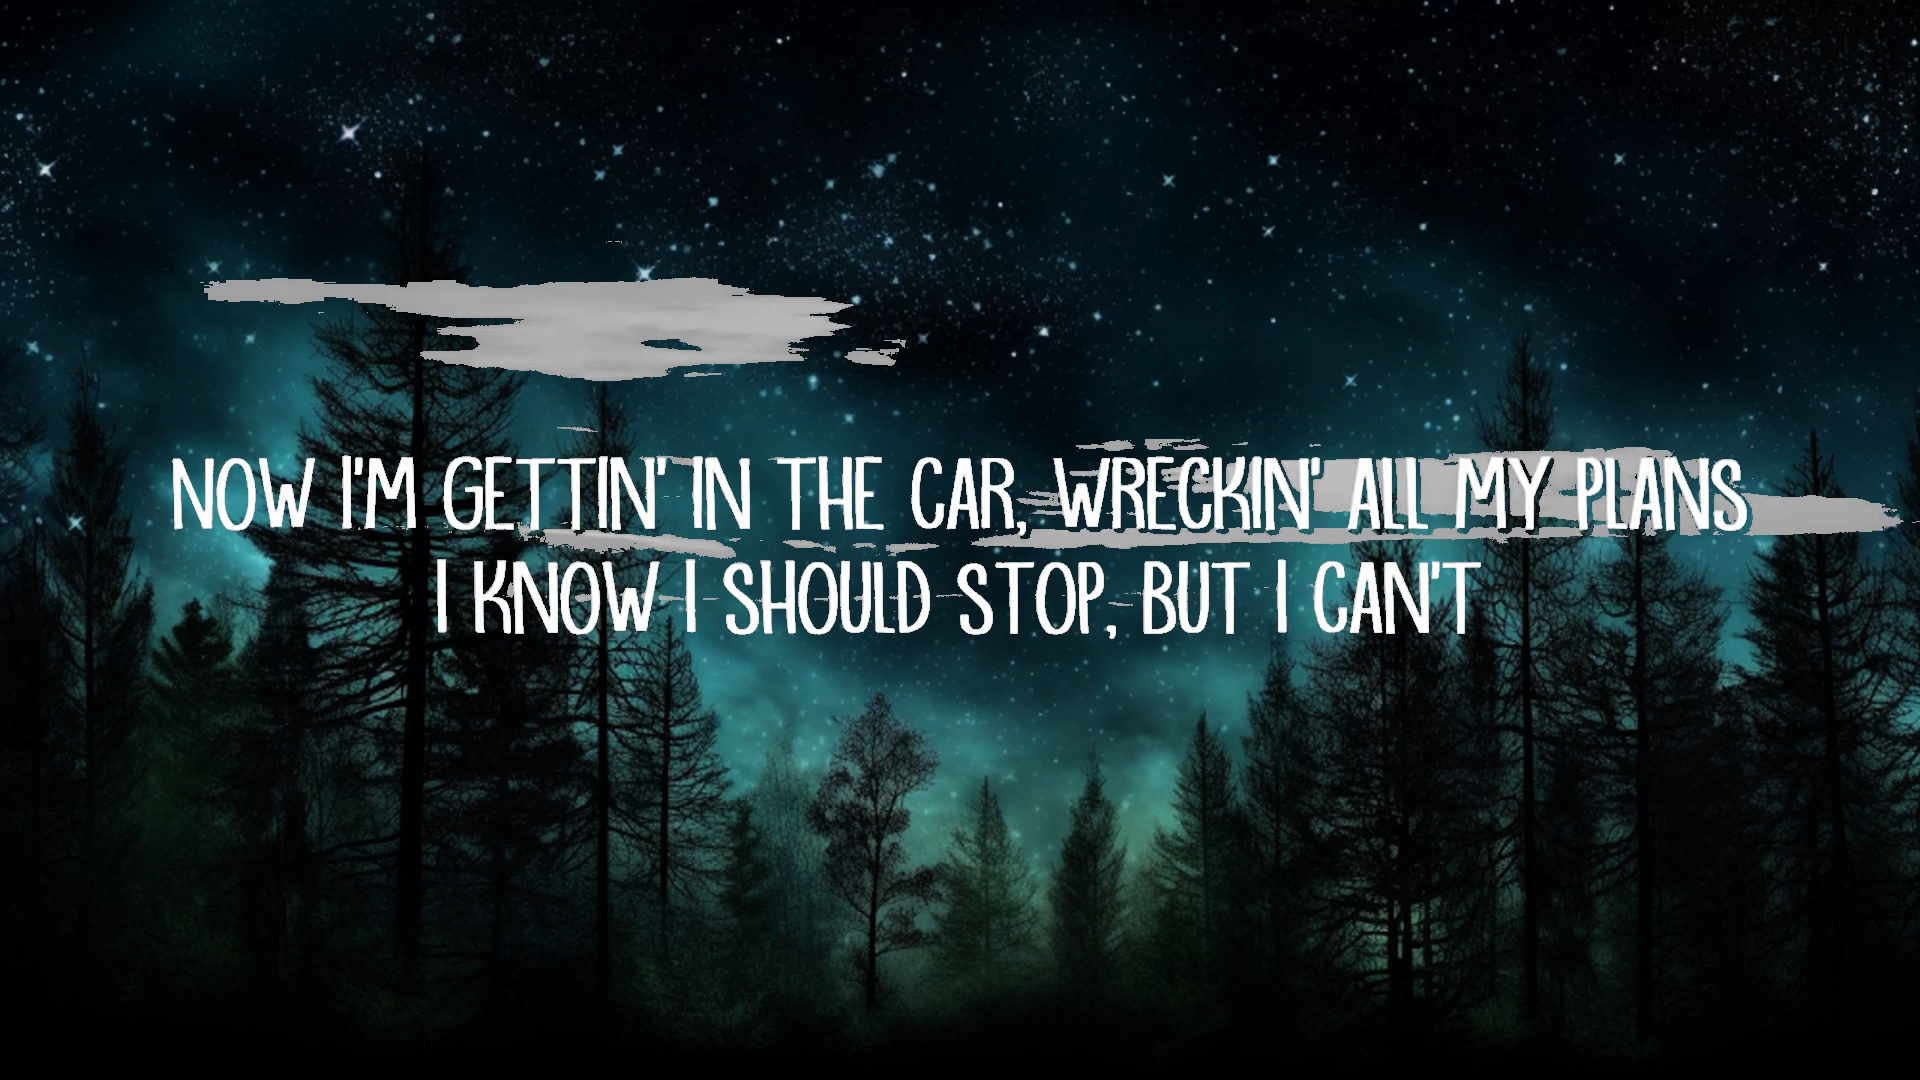 NOW I'M GETTIN' IN THE CAR, WRECKIN' ALL MY PLANS
I KNOW I SHOULD STOP, BUT I CAN'T